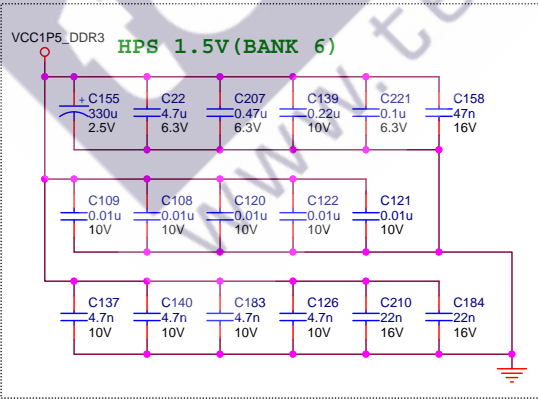 VCC1P5_DDR3
HPS 1.5V(BANK 6)
+ C155
330u
2.5V
C22
4.7u
6.3V
C207
0.47u
6.3V
C139
0.22u
10V
C221
0.1u
6.3V
C158
47n
16V
C109
0.01u
10V
C108
0.01u
10V
C120
0.01u
10V
C122
0.01u
10V
C121
0.01u
10V
C137
4.7n
10V
C140
4.7n
10V
C183
4.7n
10V
C126
4.7n
10V
C210
22n
16V
C184
22n
16V
www.te